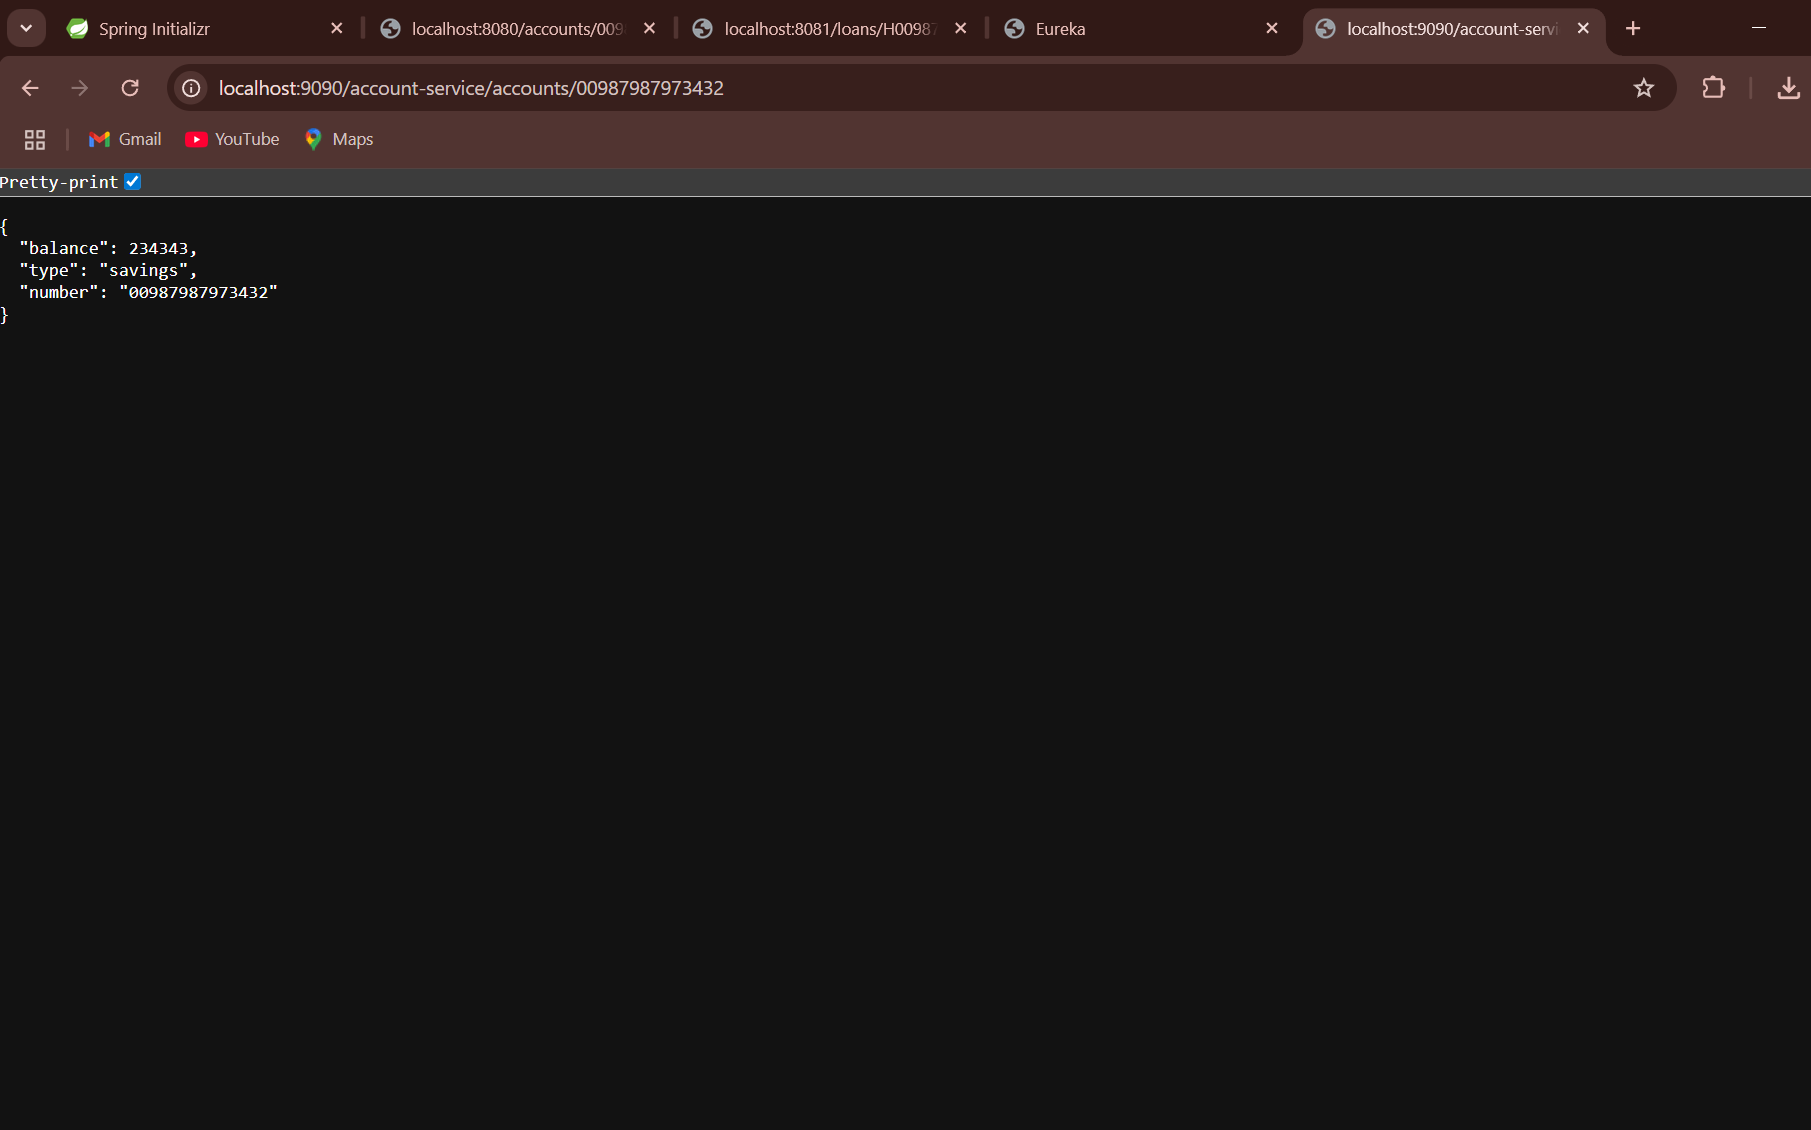 Spring Initializr
localhost:8080/accounts/009
localhost:8081/loans/H00987
Eureka
localhost:9090/account-servi
localhost:9090/account-service/accounts/00987987973432
Gmail
YouTube
Maps
Pretty-print
{
"balance": 234343,
"type": "savings",
"number": "00987987973432"
}